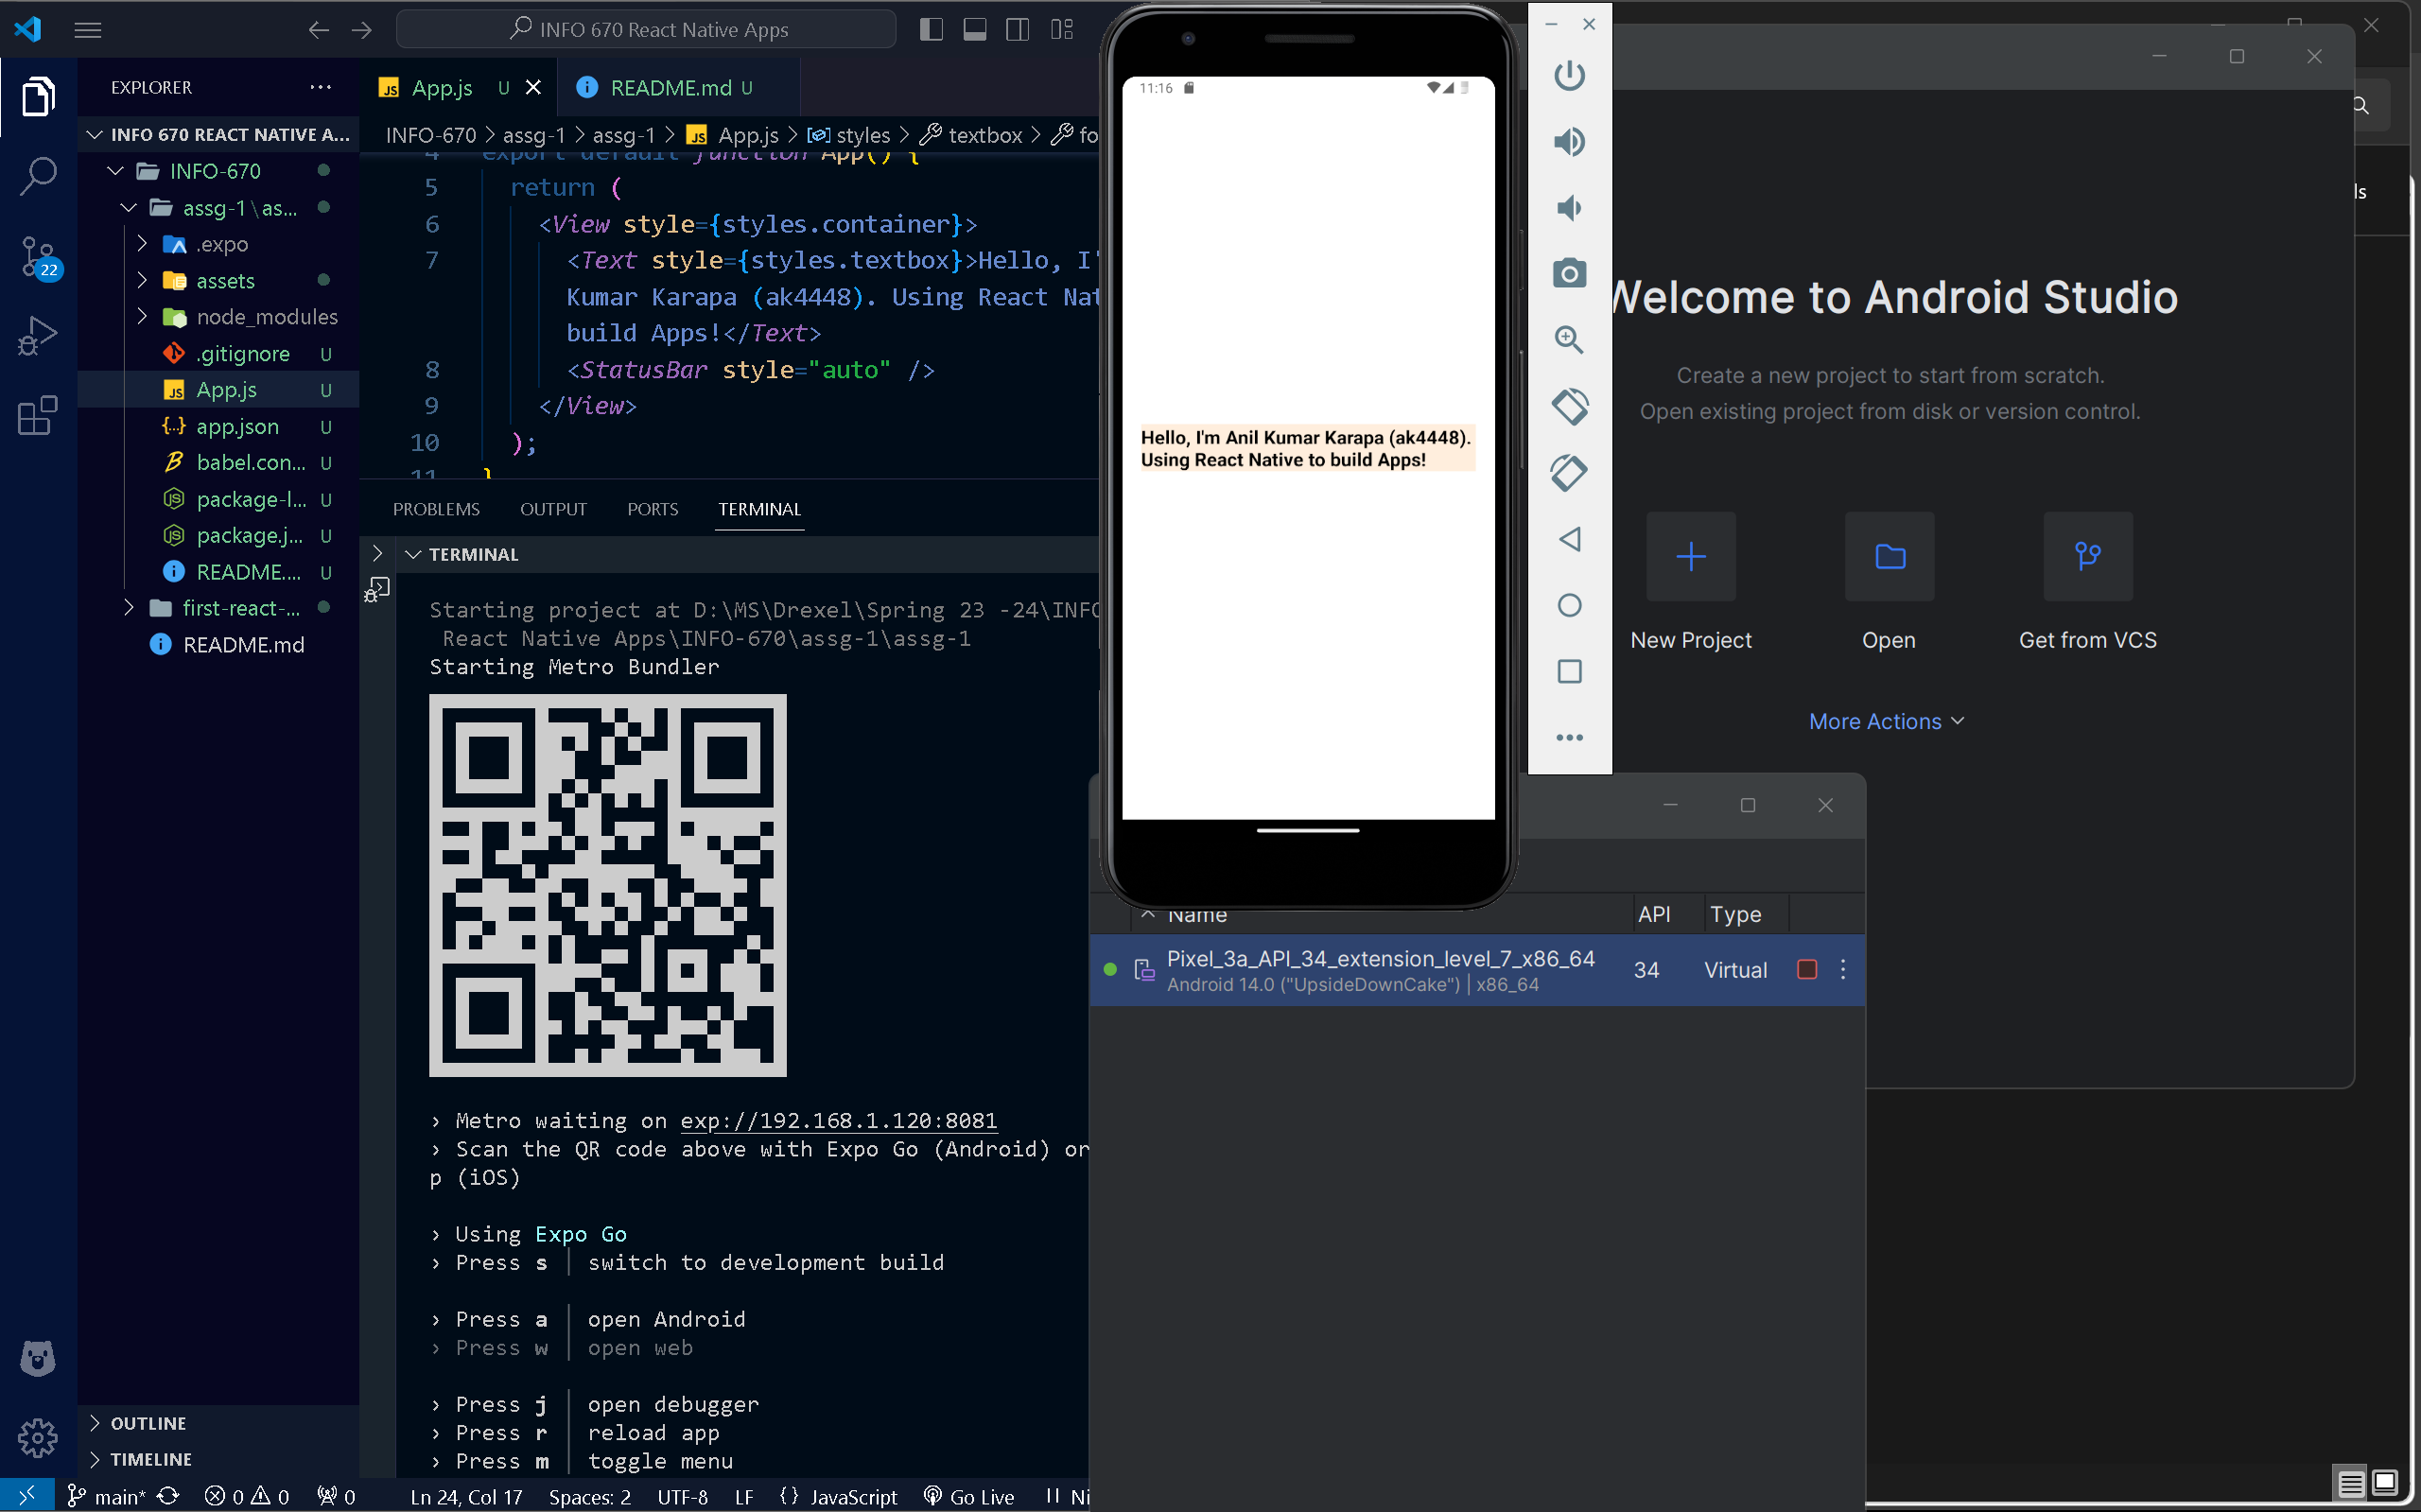 INFO 670 React Native Apps
EXPLORER
INFO 670 REACT NATIVE A...
INFO-670
assg-1\as...
.expo
assets
node_modules
.gitignore U
App.js U
app.json U
babel.con... U
package-l... U
package.j... U
README.... U
first-react-...
README.md
OUTLINE
TIMELINE
22
App.js U
README.md U
INFO-670 > assg-1 > assg-1 > App.js > styles > textbox > fo
4 export default function App() {
5 return (
6 <View style={styles.container}>
7 <Text style={styles.textbox}>Hello, I'
Kumar Karapa (ak4448). Using React Nat
build Apps!</Text>
8 <StatusBar style="auto" />
9 </View>
10 );
11 }
PROBLEMS OUTPUT PORTS TERMINAL
TERMINAL
Starting project at D:\MS\Drexel\Spring 23 -24\INFO
React Native Apps\INFO-670\assg-1\assg-1
Starting Metro Bundler
› Metro waiting on exp://192.168.1.120:8081
› Scan the QR code above with Expo Go (Android) or
p (iOS)
› Using Expo Go
› Press s │ switch to development build
› Press a │ open Android
› Press w │ open web
› Press j │ open debugger
› Press r │ reload app
› Press m │ toggle menu
main* 0 0 0 Ln 24, Col 17 Spaces: 2 UTF-8 LF {} JavaScript Go Live Ni
11:16
Hello, I'm Anil Kumar Karapa (ak4448).
Using React Native to build Apps!
Welcome to Android Studio
Create a new project to start from scratch.
Open existing project from disk or version control.
New Project
Open
Get from VCS
More Actions
ls
Name API Type
Pixel_3a_API_34_extension_level_7_x86_64 34 Virtual
Android 14.0 ("UpsideDownCake") | x86_64